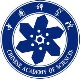 中国科学院
CHINESE ACADEMY OF SCIENCES